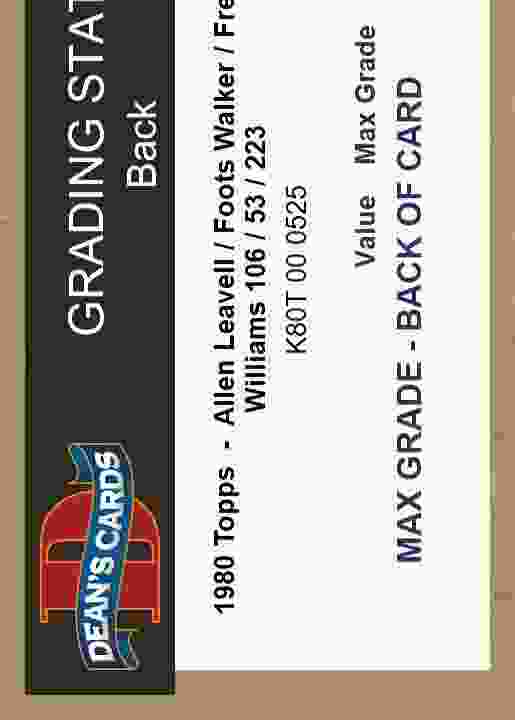 GRADING STAT
Back
DEAN'S CARDS
1980 Topps - Allen Leavell / Foots Walker / Fre
Williams 106 / 53 / 223
K80T 00 0525
Value Max Grade
MAX GRADE - BACK OF CARD